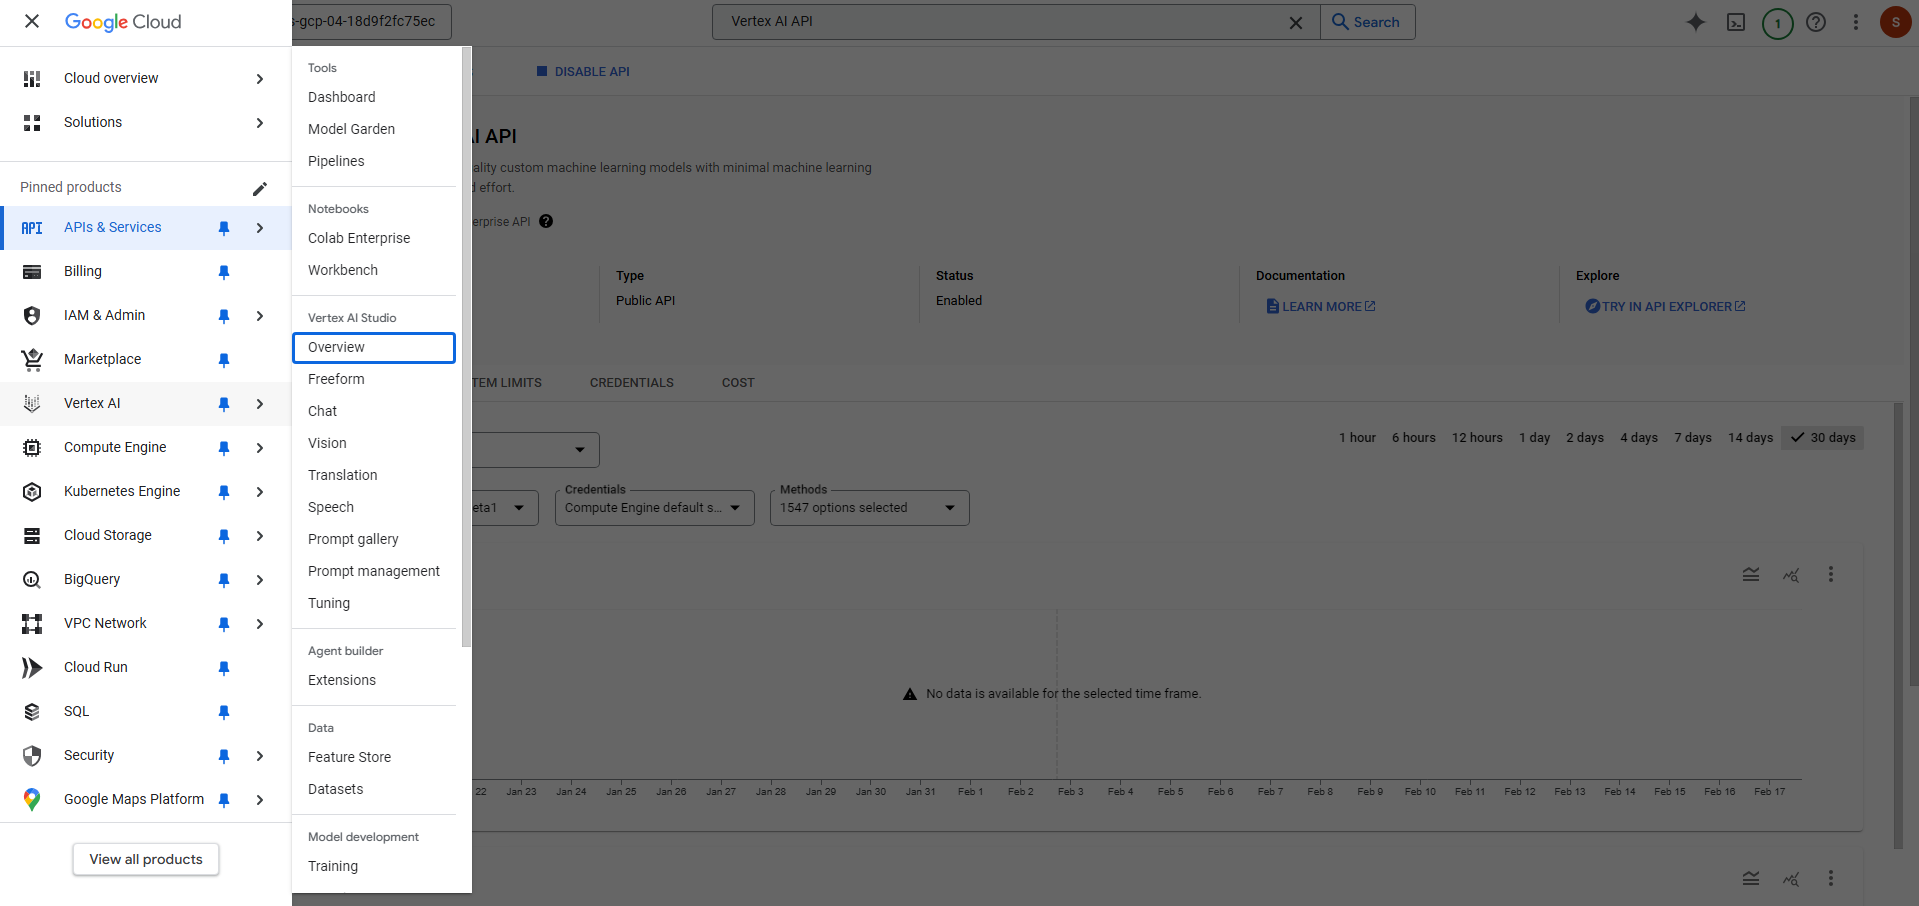 Google Cloud
s-gcp-04-18d9f2fc75ec
Vertex AI API
Search
1
S
Cloud overview
Solutions
Pinned products
API
APIs & Services
Billing
IAM & Admin
Marketplace
Vertex AI
Compute Engine
Kubernetes Engine
Cloud Storage
BigQuery
VPC Network
Cloud Run
SQL
Security
Google Maps Platform
View all products
Tools
Dashboard
Model Garden
Pipelines
Notebooks
Colab Enterprise
Workbench
Vertex AI Studio
Overview
Freeform
Chat
Vision
Translation
Speech
Prompt gallery
Prompt management
Tuning
Agent builder
Extensions
Data
Feature Store
Datasets
Model development
Training
DISABLE API
AI API
ality custom machine learning models with minimal machine learning
d effort.
erprise API
Type
Public API
Status
Enabled
Documentation
LEARN MORE
Explore
TRY IN API EXPLORER
TEM LIMITS CREDENTIALS COST
1 hour 6 hours 12 hours 1 day 2 days 4 days 7 days 14 days 30 days
eta1
Credentials
Compute Engine default s...
Methods
1547 options selected
No data is available for the selected time frame.
22 Jan 23 Jan 24 Jan 25 Jan 26 Jan 27 Jan 28 Jan 29 Jan 30 Jan 31 Feb 1 Feb 2 Feb 3 Feb 4 Feb 5 Feb 6 Feb 7 Feb 8 Feb 9 Feb 10 Feb 11 Feb 12 Feb 13 Feb 14 Feb 15 Feb 16 Feb 17